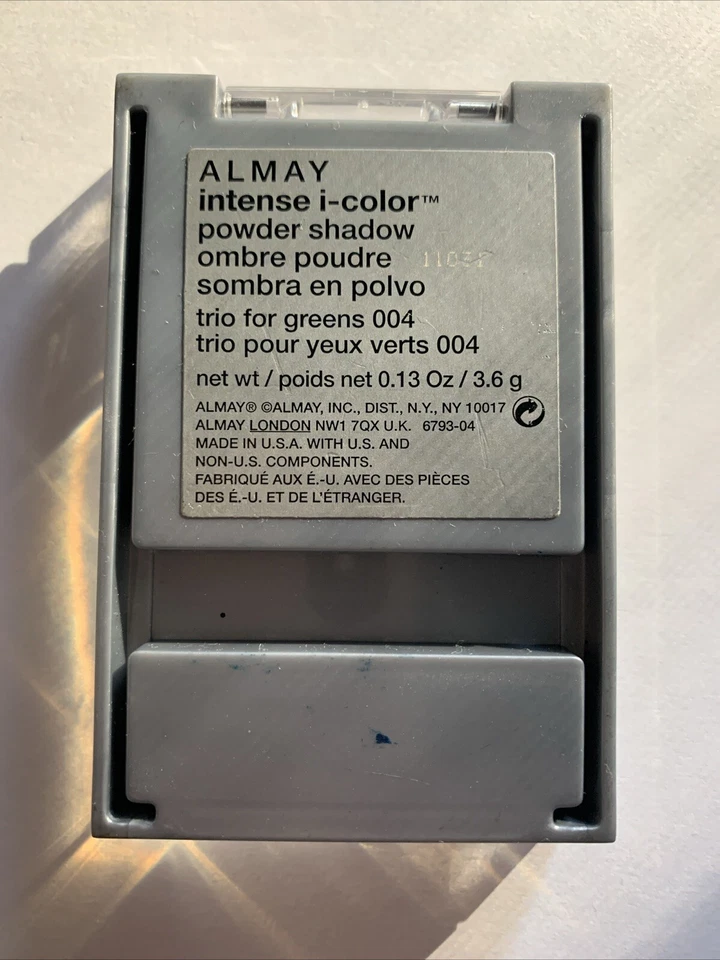 ALMAY
intense i-color™
powder shadow
ombre poudre
sombra en polvo
trio for greens 004
trio pour yeux verts 004
net wt / poids net 0.13 Oz / 3.6 g
ALMAY® ©ALMAY, INC., DIST., N.Y., NY 10017
ALMAY LONDON NW1 7QX U.K. 6793-04
MADE IN U.S.A. WITH U.S. AND
NON-U.S. COMPONENTS.
FABRIQUÉ AUX É.-U. AVEC DES PIÈCES
DES É.-U. ET DE L'ÉTRANGER.